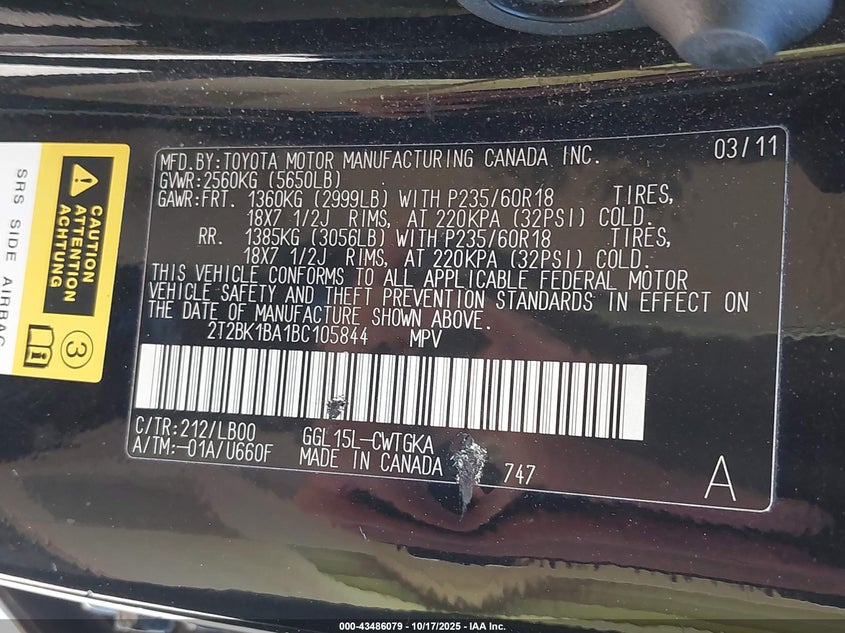 MFD. BY: TOYOTA MOTOR MANUFACTURING CANADA INC. 03/11
GVWR: 2560KG (5650LB)
GAWR: FRT. 1360KG (2999LB) WITH P235/60R18 TIRES,
18X7 1/2J RIMS, AT 220KPA (32PSI) COLD.
RR. 1385KG (3056LB) WITH P235/60R18 TIRES,
18X7 1/2J RIMS, AT 220KPA (32PSI) COLD.
THIS VEHICLE CONFORMS TO ALL APPLICABLE FEDERAL MOTOR
VEHICLE SAFETY AND THEFT PREVENTION STANDARDS IN EFFECT ON
THE DATE OF MANUFACTURE SHOWN ABOVE.
2T2BK1BA1BC105844 MPV
C/TR: 212/LB00 GGL15L-CWTGKA
A/TM: -01A/U660F MADE IN CANADA 747 A
SRS SIDE AIRBAG
CAUTION
ATTENTION
ACHTUNG
3
000-43486079 - 10/17/2025 - IAA Inc.